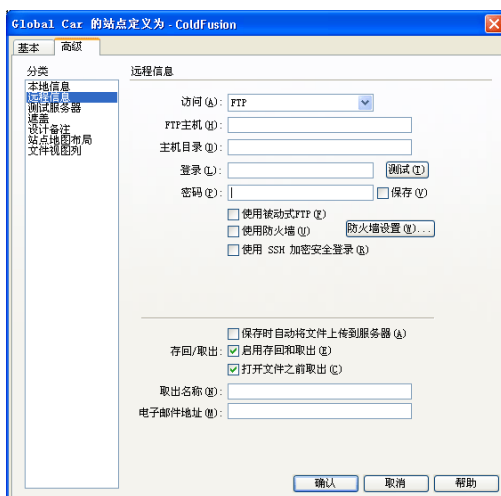 Global Car 的站点定义为 - ColdFusion
基本 高级
分类
本地信息
远程信息
测试服务器
遮盖
设计备注
站点地图布局
文件视图列
远程信息
访问(A): FTP
FTP主机(H):
主机目录(D):
登录(L): 测试(T)
密码(P): 保存(V)
使用被动式FTP(F)
使用防火墙(U) 防火墙设置(W)...
使用 SSH 加密安全登录(R)
保存时自动将文件上传到服务器(A)
存回/取出: 启用存回和取出(E)
打开文件之前取出(C)
取出名称(N):
电子邮件地址(M):
确认 取消 帮助